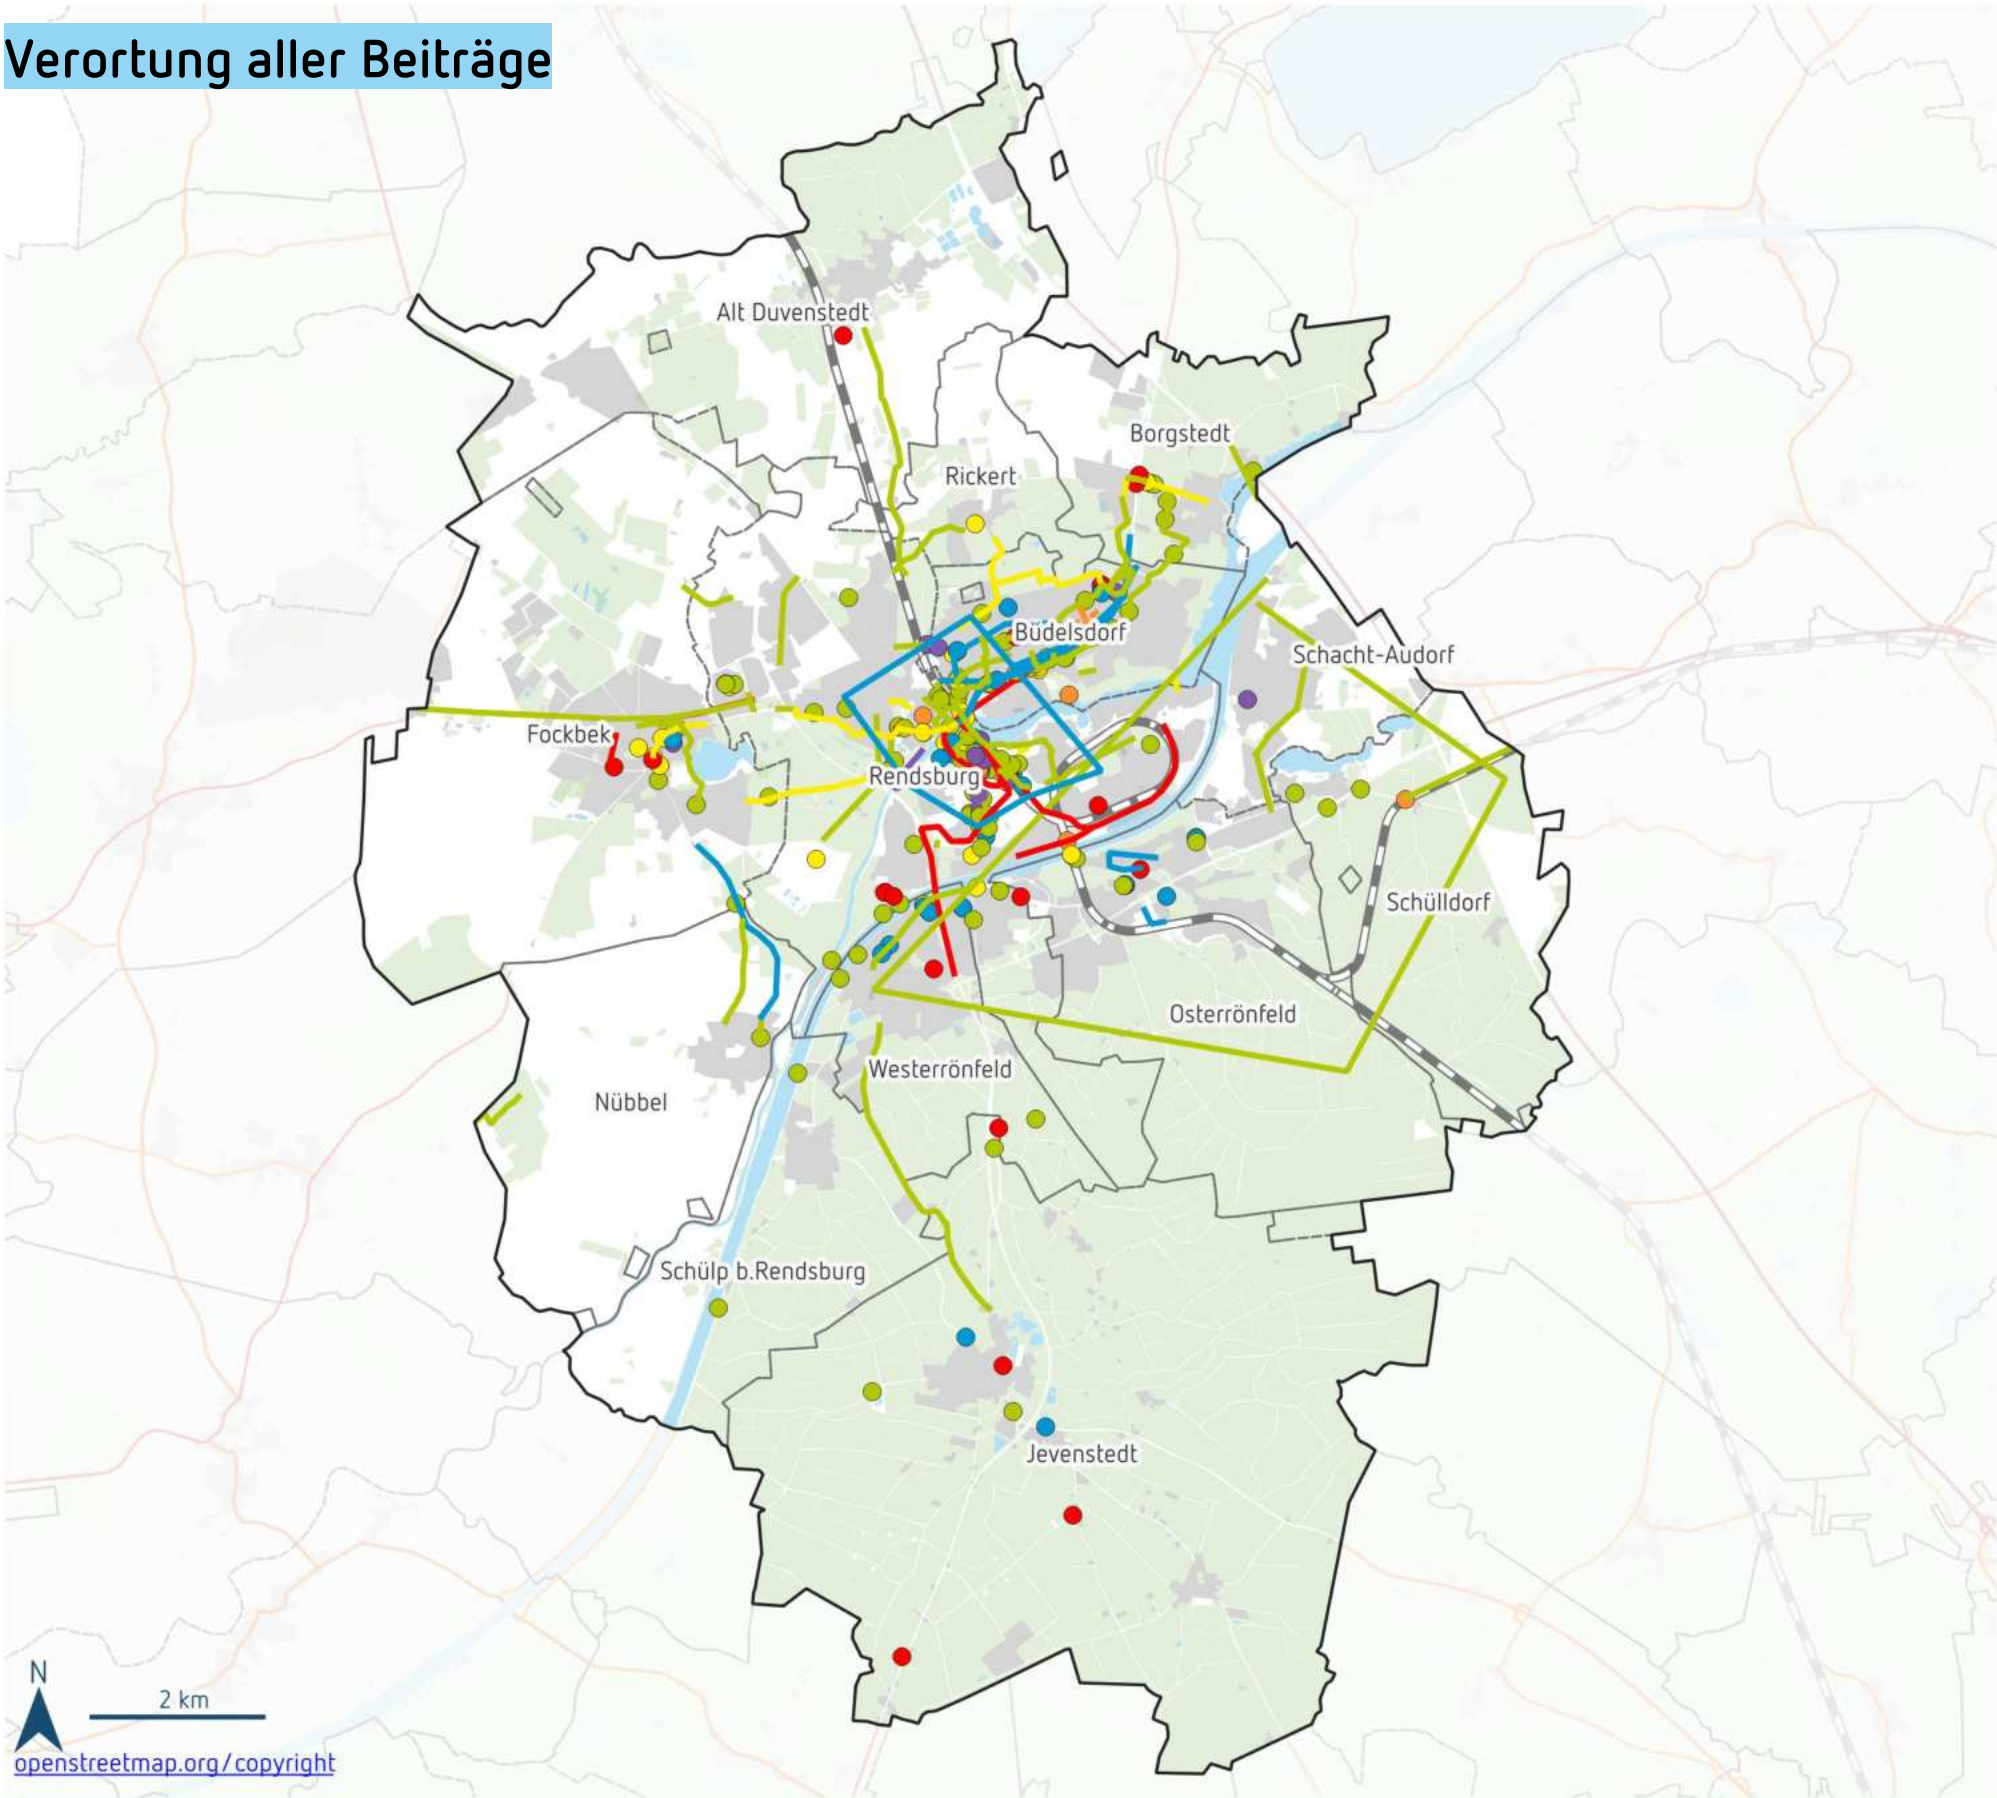 Verortung aller Beiträge
Alt Duvenstedt
Borgstedt
Rickert
Büdelsdorf
Schacht-Audorf
Fockbek
Rendsburg
Schülldorf
Osterrönfeld
Westerrönfeld
Nübbel
Schülp b.Rendsburg
Jevenstedt
N
2 km
openstreetmap.org/copyright